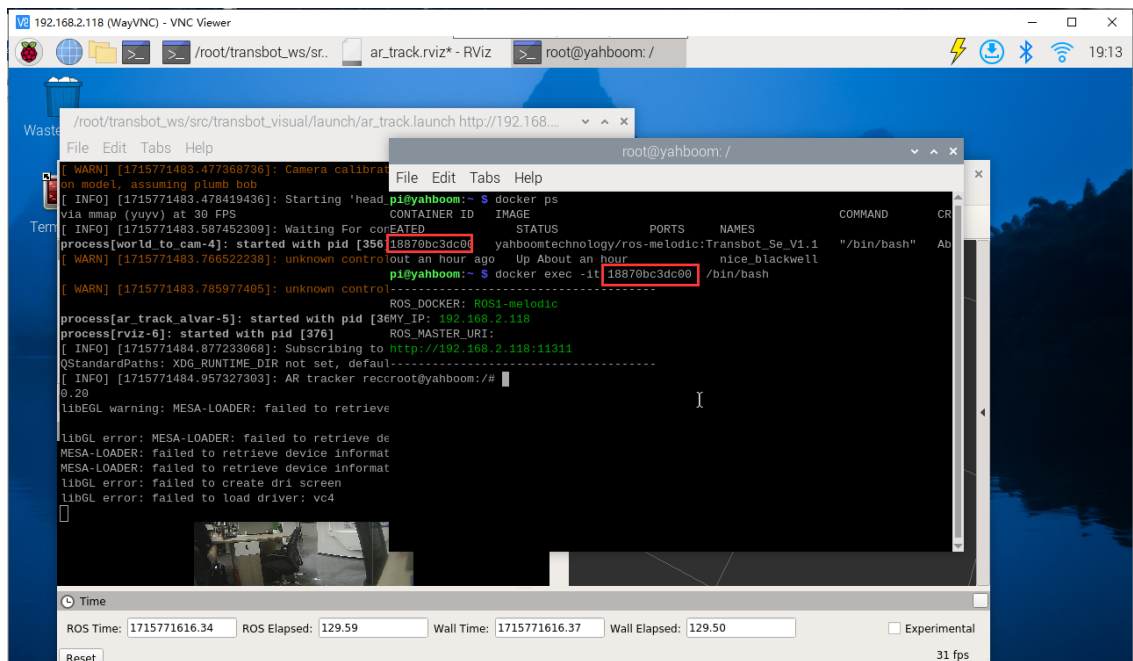 192.168.2.118 (WayVNC) - VNC Viewer
/root/transbot_ws/sr.. ar_track.rviz* - RViz root@yahboom: / 19:13
Waste
Term
/root/transbot_ws/src/transbot_visual/launch/ar_track.launch http://192.168....
File Edit Tabs Help
[ WARN] [1715771483.477368736]: Camera calibrat
on model, assuming plumb bob
[ INFO] [1715771483.478419436]: Starting 'head_
via mmap (yuyv) at 30 FPS
[ INFO] [1715771483.587452309]: Waiting For con
process[world_to_cam-4]: started with pid [356]
[ WARN] [1715771483.766522238]: unknown control
[ WARN] [1715771483.785977405]: unknown control
process[ar_track_alvar-5]: started with pid [36
process[rviz-6]: started with pid [376]
[ INFO] [1715771484.877233068]: Subscribing to
QStandardPaths: XDG_RUNTIME_DIR not set, defaul
[ INFO] [1715771484.957327303]: AR tracker reco
0.20
libEGL warning: MESA-LOADER: failed to retrieve
libGL error: MESA-LOADER: failed to retrieve de
MESA-LOADER: failed to retrieve device informat
MESA-LOADER: failed to retrieve device informat
libGL error: failed to create dri screen
libGL error: failed to load driver: vc4
root@yahboom: /
File Edit Tabs Help
pi@yahboom:~ $ docker ps
CONTAINER ID IMAGE COMMAND CR
EATED STATUS PORTS NAMES
18870bc3dc00 yahboomtechnology/ros-melodic:Transbot_Se_V1.1 "/bin/bash" Ab
out an hour ago Up About an hour nice_blackwell
pi@yahboom:~ $ docker exec -it 18870bc3dc00 /bin/bash
----------------------------------------
ROS_DOCKER: ROS1-melodic
MY_IP: 192.168.2.118
ROS_MASTER_URI:
http://192.168.2.118:11311
----------------------------------------
root@yahboom:/#
Time
ROS Time: 1715771616.34 ROS Elapsed: 129.59 Wall Time: 1715771616.37 Wall Elapsed: 129.50 Experimental
Reset 31 fps